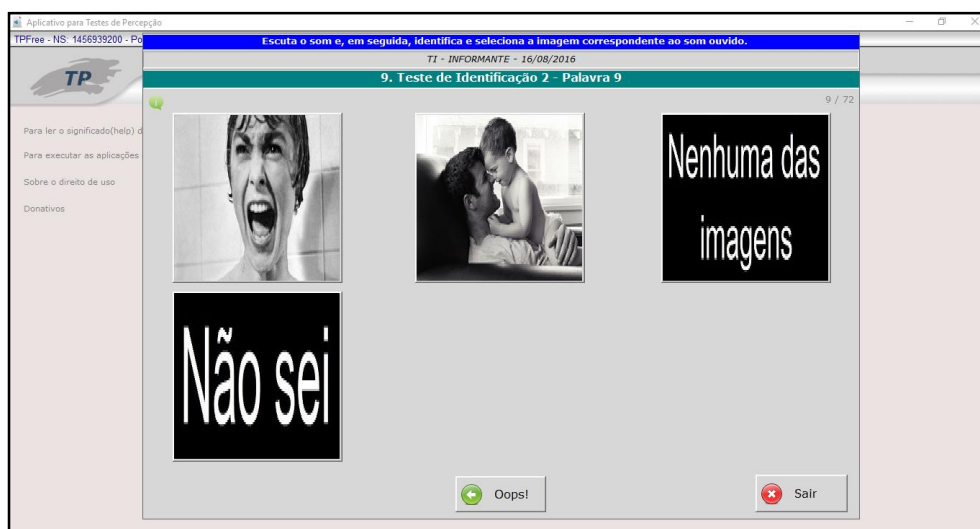 Aplicativo para Testes de Percepção
TPFree - NS: 1456939200 - Po
Escuta o som e, em seguida, identifica e seleciona a imagem correspondente ao som ouvido.
TI - INFORMANTE - 16/08/2016
9. Teste de Identificação 2 - Palavra 9
TP
9 / 72
Para ler o significado(help) d
Para executar as aplicações
Sobre o direito de uso
Donativos
Nenhuma das
imagens
Não sei
Oops!
Sair